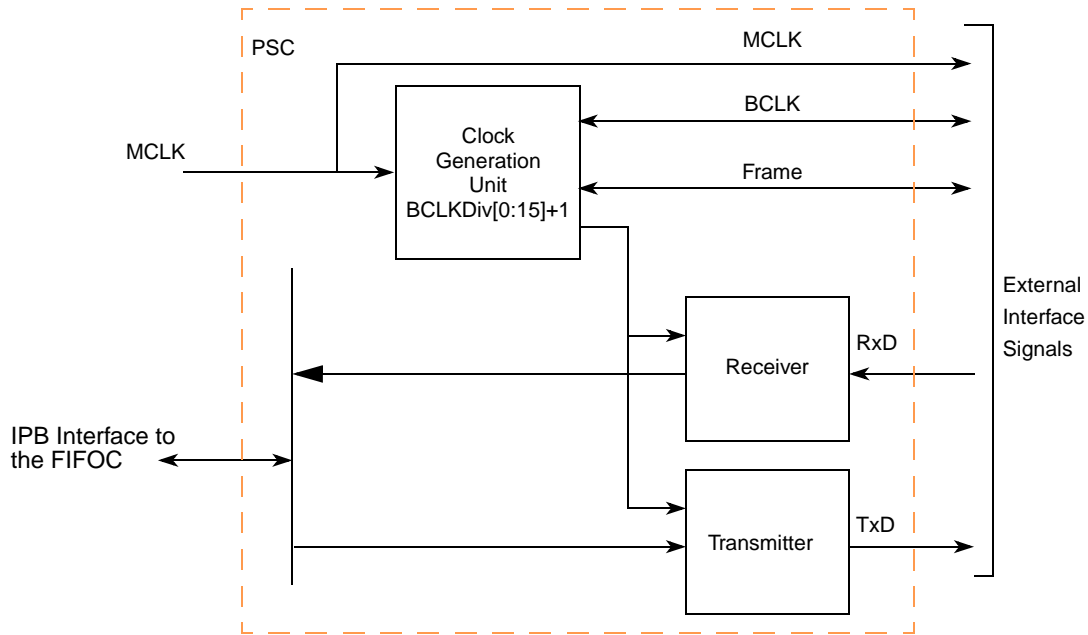 PSC
MCLK
BCLK
Frame
MCLK
Clock
Generation
Unit
BCLKDiv[0:15]+1
External
Interface
Signals
RxD
Receiver
IPB Interface to
the FIFOC
TxD
Transmitter